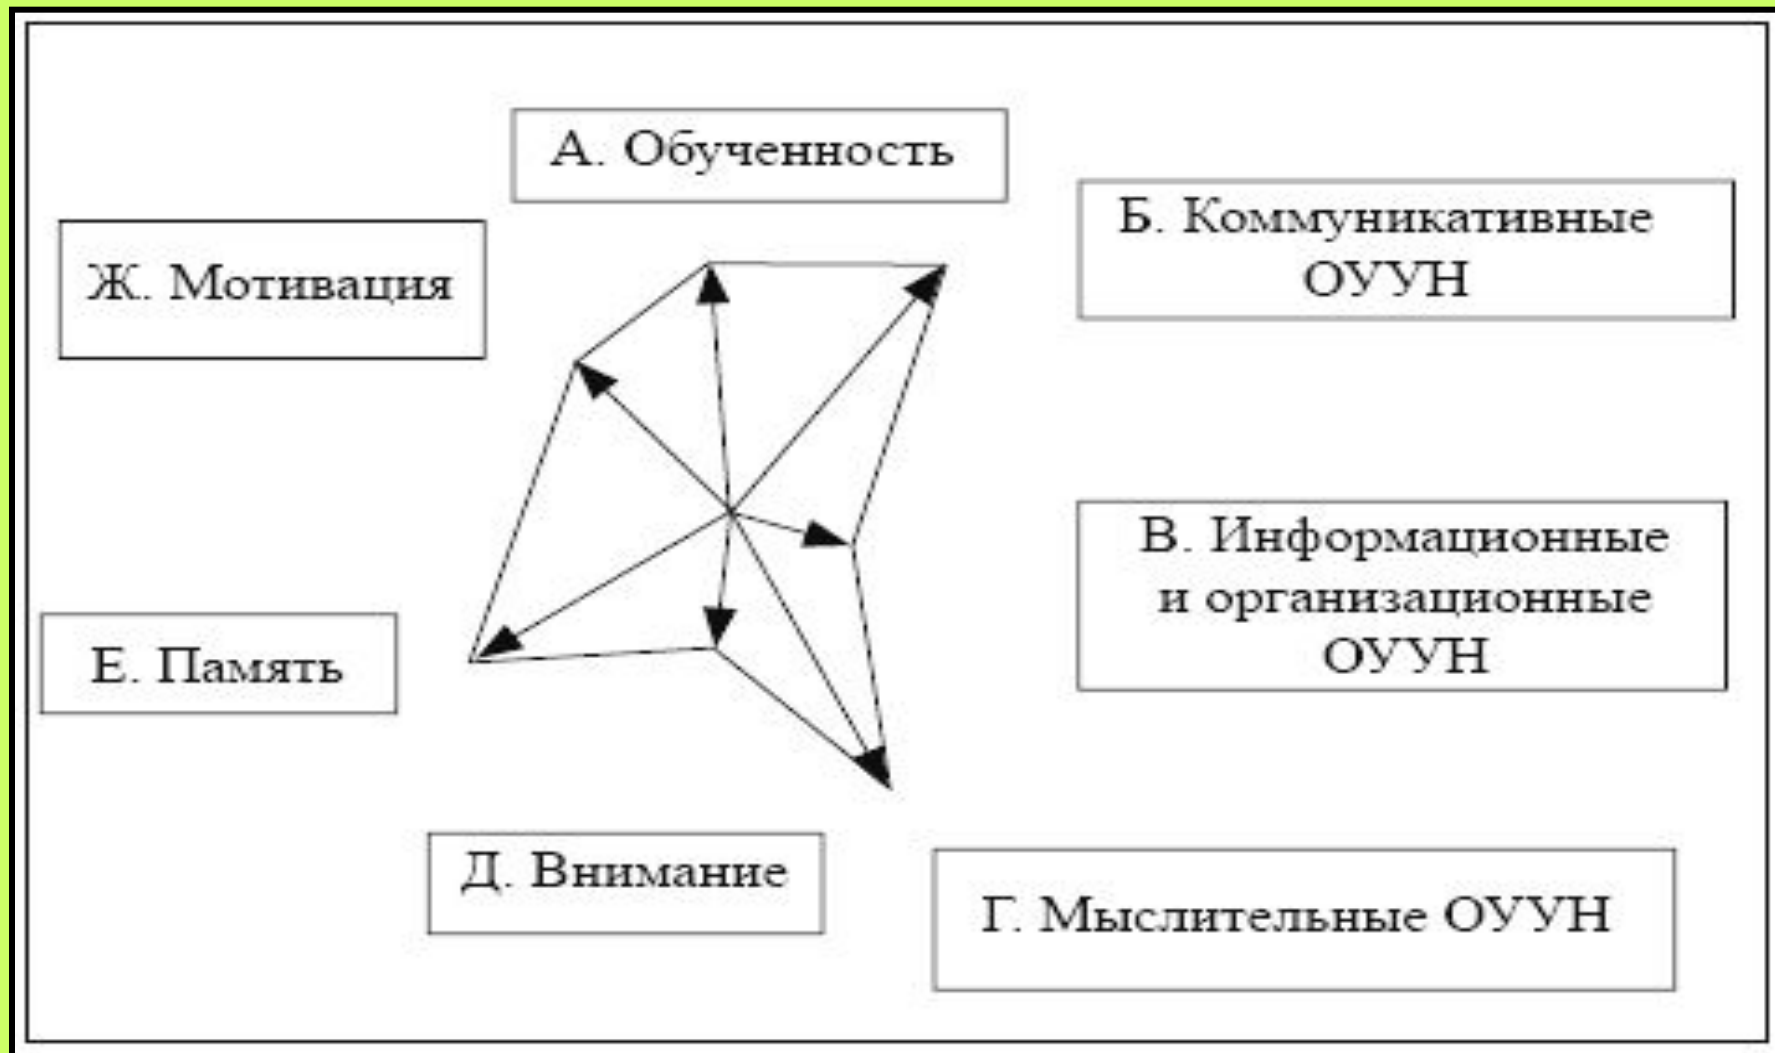 А. Обученность
Б. Коммуникативные
ОУУН
Ж. Мотивация
В. Информационные
и организационные
ОУУН
Е. Память
Д. Внимание
Г. Мыслительные ОУУН